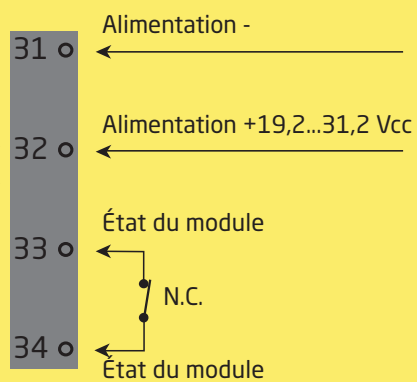 31
Alimentation -
32
Alimentation +19,2...31,2 Vcc
33
État du module
N.C.
34
État du module